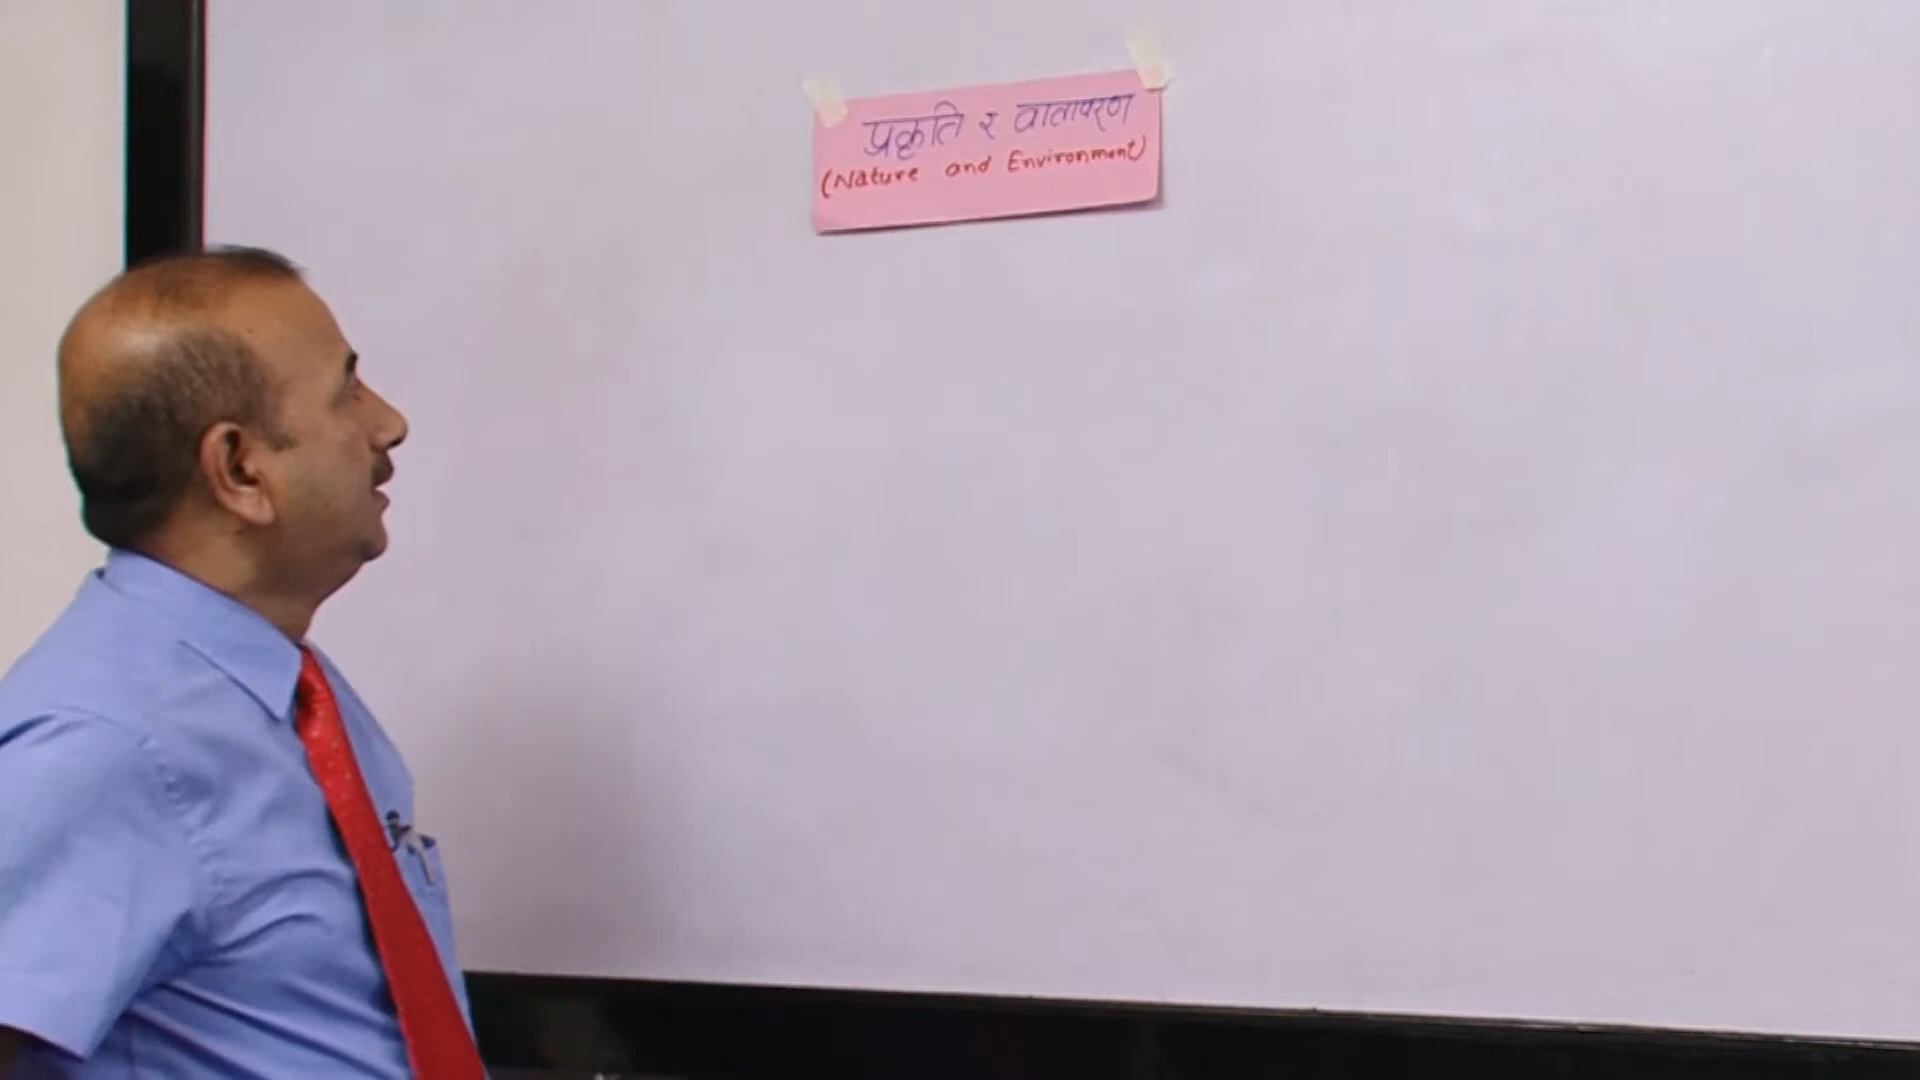 प्रकृति र वातावरण
(Nature and Environment)